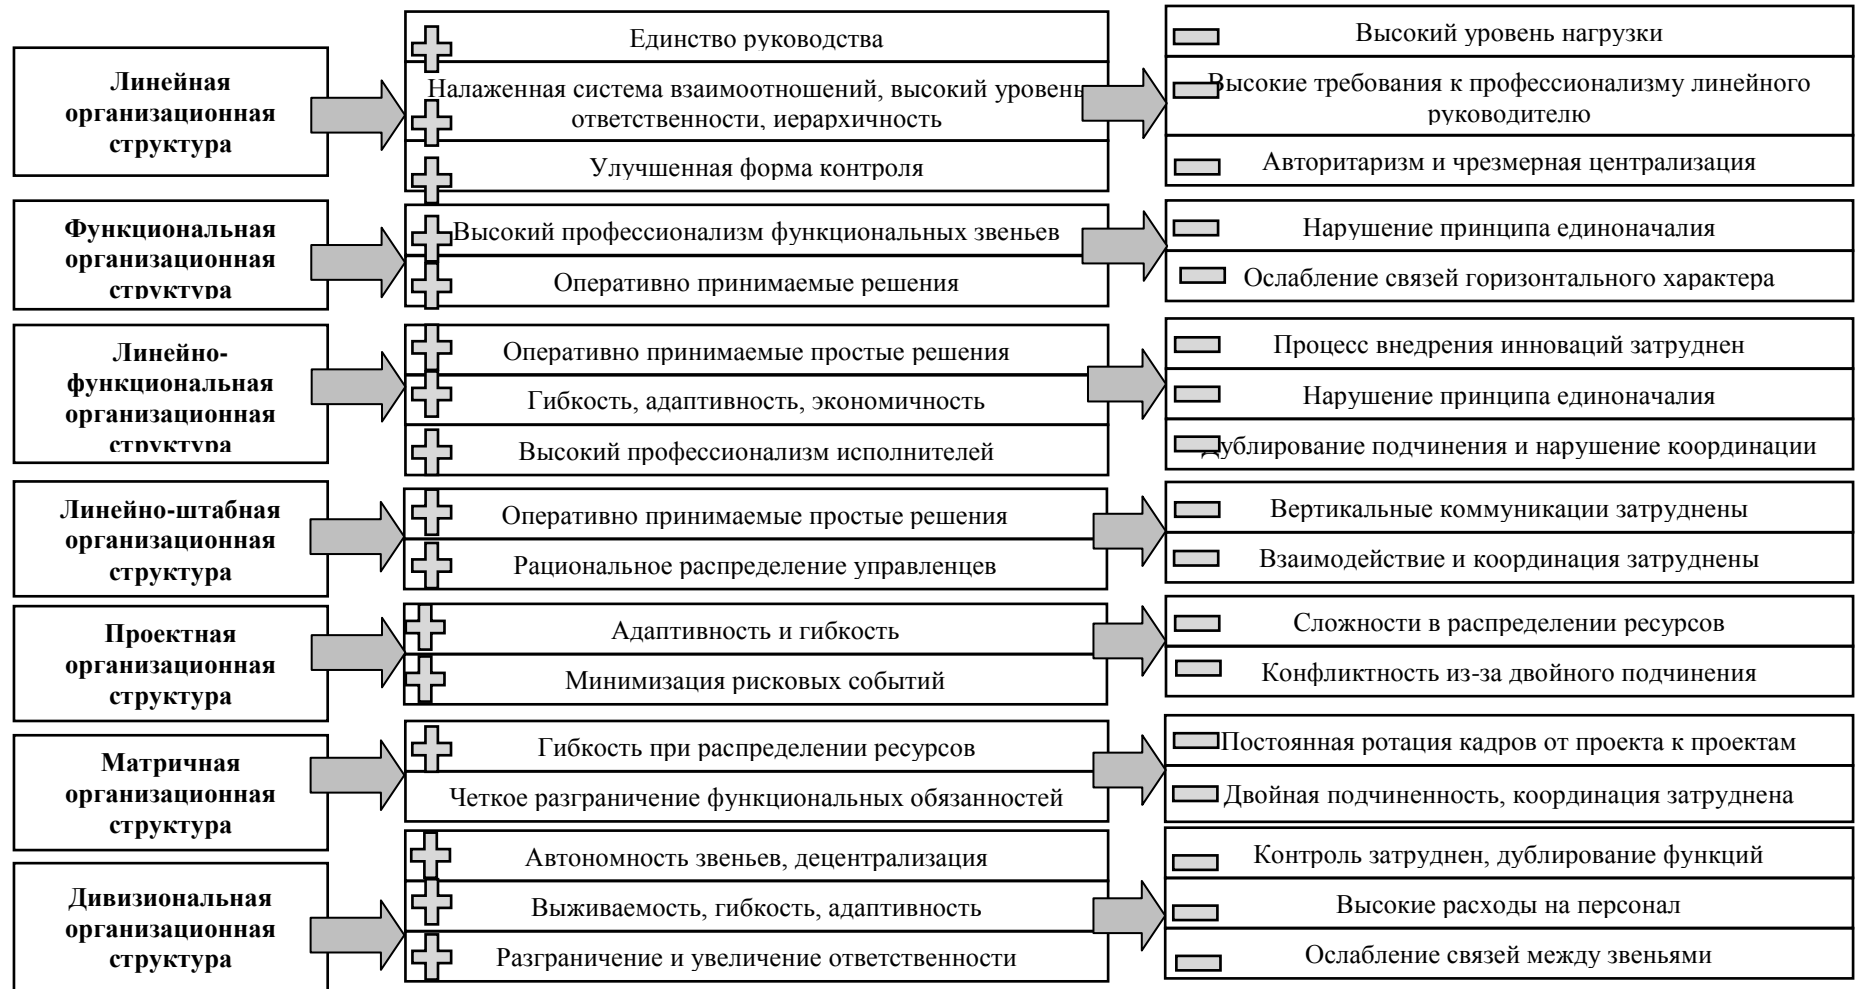 Линейная
организационная
структура
Единство руководства
Налаженная система взаимоотношений, высокий уровень
ответственности, иерархичность
Улучшенная форма контроля
Высокий уровень нагрузки
Высокие требования к профессионализму линейного
руководителю
Авторитаризм и чрезмерная централизация
Функциональная
организационная
структура
Высокий профессионализм функциональных звеньев
Оперативно принимаемые решения
Нарушение принципа единоначалия
Ослабление связей горизонтального характера
Линейно-
функциональная
организационная
структура
Оперативно принимаемые простые решения
Гибкость, адаптивность, экономичность
Высокий профессионализм исполнителей
Процесс внедрения инноваций затруднен
Нарушение принципа единоначалия
Дублирование подчинения и нарушение координации
Линейно-штабная
организационная
структура
Оперативно принимаемые простые решения
Рациональное распределение управленцев
Вертикальные коммуникации затруднены
Взаимодействие и координация затруднены
Проектная
организационная
структура
Адаптивность и гибкость
Минимизация рисковых событий
Сложности в распределении ресурсов
Конфликтность из-за двойного подчинения
Матричная
организационная
структура
Гибкость при распределении ресурсов
Четкое разграничение функциональных обязанностей
Постоянная ротация кадров от проекта к проектам
Двойная подчиненность, координация затруднена
Дивизиональная
организационная
структура
Автономность звеньев, децентрализация
Выживаемость, гибкость, адаптивность
Разграничение и увеличение ответственности
Контроль затруднен, дублирование функций
Высокие расходы на персонал
Ослабление связей между звеньями